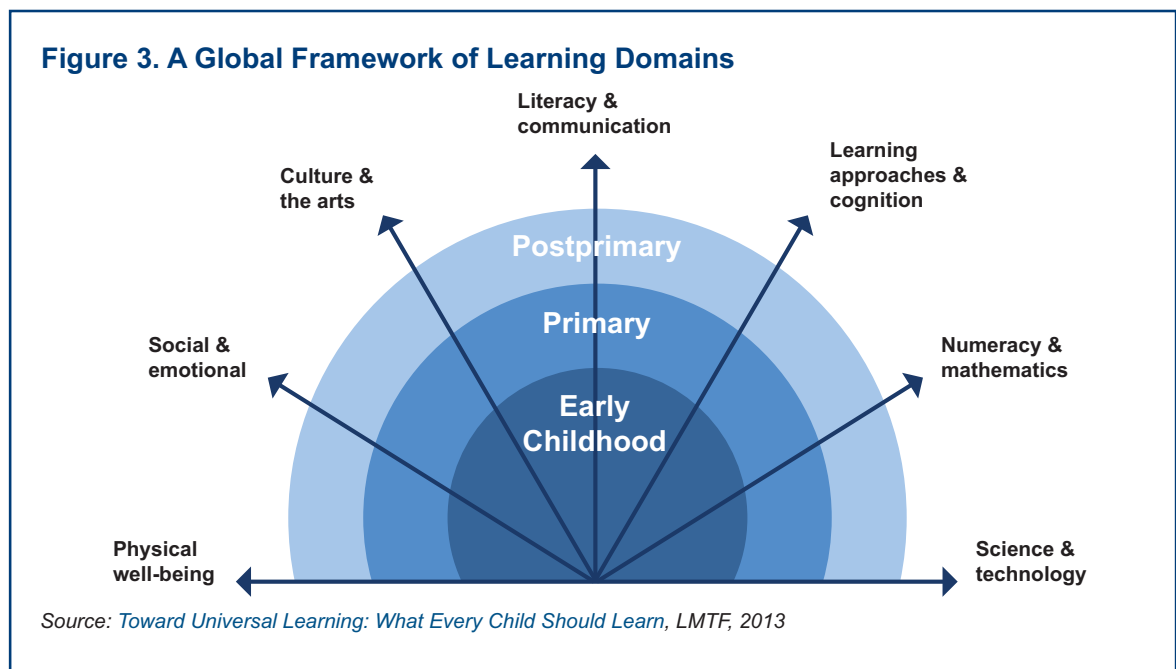 Figure 3. A Global Framework of Learning Domains
Literacy &
communication
Culture &
the arts
Learning
approaches &
cognition
Postprimary
Primary
Social &
emotional
Numeracy &
mathematics
Early
Childhood
Physical
well-being
Science &
technology
Source: Toward Universal Learning: What Every Child Should Learn, LMTF, 2013